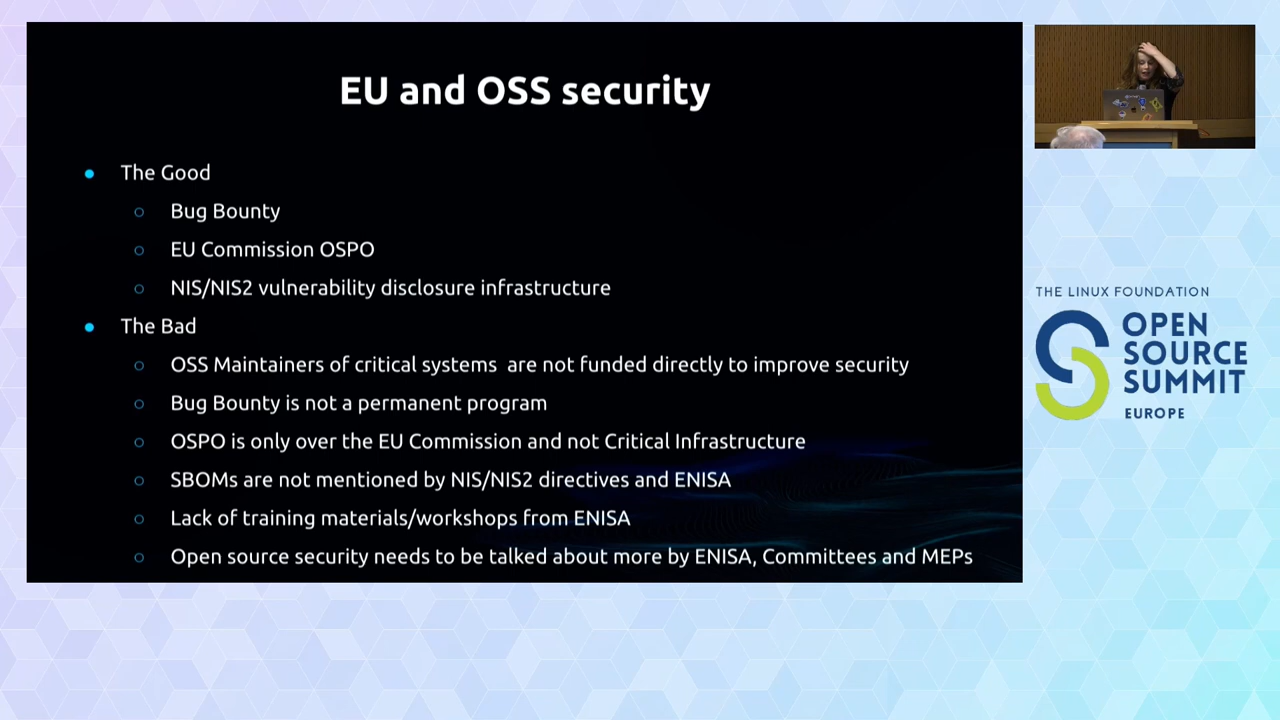 EU and OSS security
The Good
Bug Bounty
EU Commission OSPO
NIS/NIS2 vulnerability disclosure infrastructure
The Bad
OSS Maintainers of critical systems  are not funded directly to improve security
Bug Bounty is not a permanent program
OSPO is only over the EU Commission and not Critical Infrastructure
SBOMs are not mentioned by NIS/NIS2 directives and ENISA
Lack of training materials/workshops from ENISA
Open source security needs to be talked about more by ENISA, Committees and MEPs
THE LINUX FOUNDATION
OPEN
SOURCE
SUMMIT
EUROPE